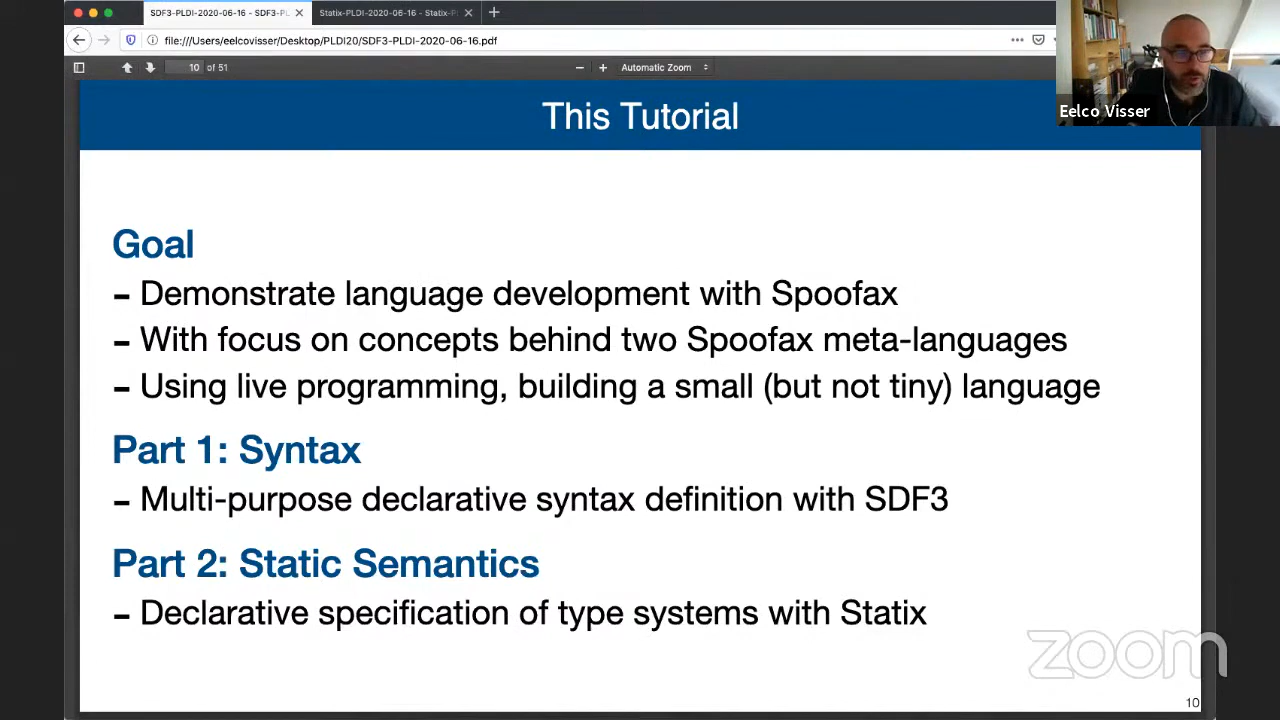 SDF3-PLDI-2020-06-16 - SDF3-PL
Statix-PLDI-2020-06-16 - Statix-P
file:///Users/eelcovisser/Desktop/PLDI20/SDF3-PLDI-2020-06-16.pdf
10 of 51
Automatic Zoom
Eelco Visser
This Tutorial
Goal
– Demonstrate language development with Spoofax
– With focus on concepts behind two Spoofax meta-languages
– Using live programming, building a small (but not tiny) language
Part 1: Syntax
– Multi-purpose declarative syntax definition with SDF3
Part 2: Static Semantics
– Declarative specification of type systems with Statix
zoom
10